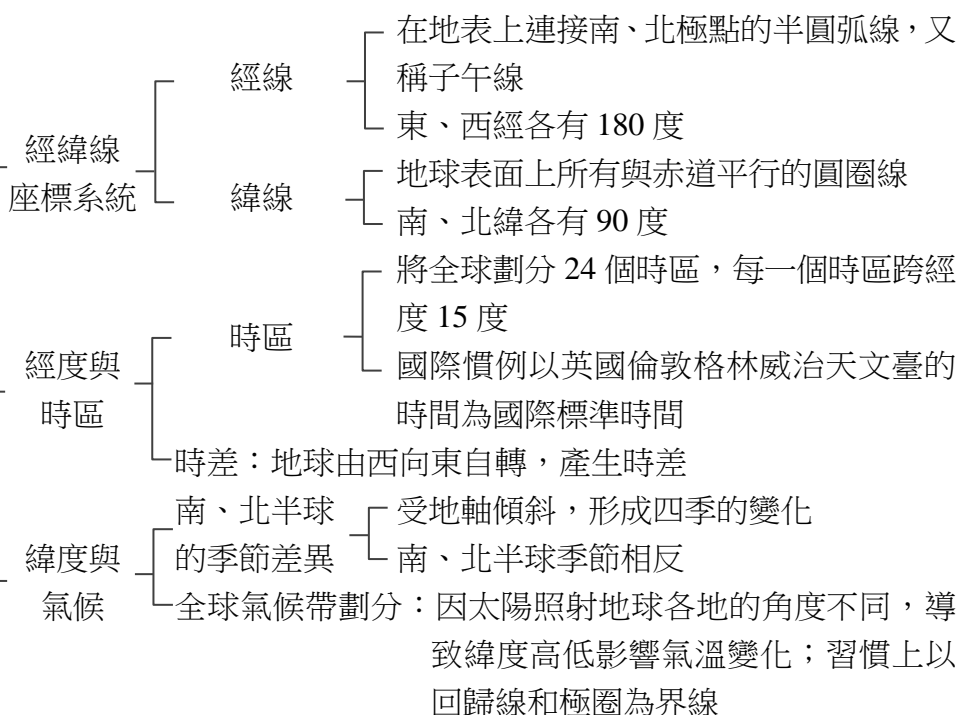 在地表上連接南、北極點的半圓弧線，又
經線
稱子午線
東、西經各有 180 度
經緯線
座標系統
地球表面上所有與赤道平行的圓圈線
緯線
南、北緯各有 90 度
將全球劃分 24 個時區，每一個時區跨經
時區
度 15 度
經度與
時區
國際慣例以英國倫敦格林威治天文臺的
時間為國際標準時間
時差：地球由西向東自轉，產生時差
南、北半球
的季節差異
受地軸傾斜，形成四季的變化
緯度與
氣候
南、北半球季節相反
全球氣候帶劃分：因太陽照射地球各地的角度不同，導
致緯度高低影響氣溫變化；習慣上以
回歸線和極圈為界線